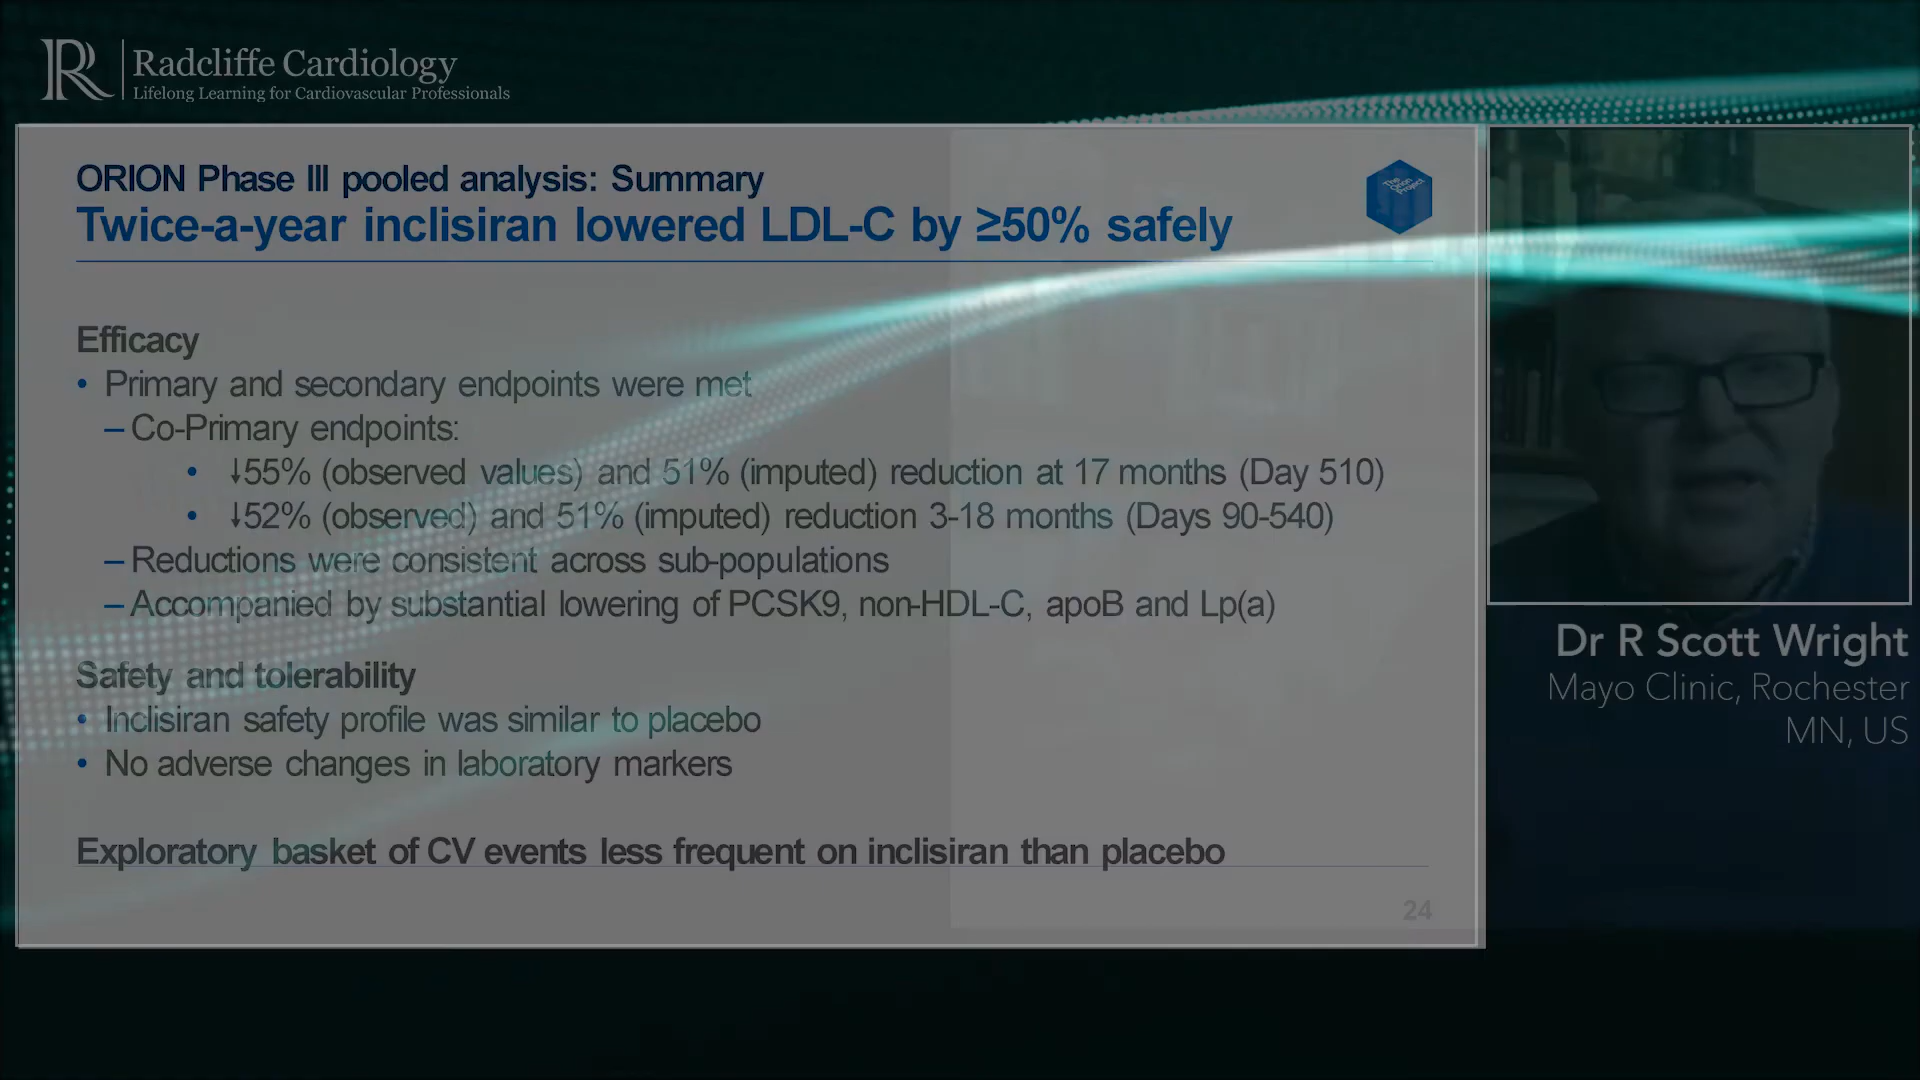 Radcliffe Cardiology
Lifelong Learning for Cardiovascular Professionals
ORION Phase III pooled analysis: Summary
Twice-a-year inclisiran lowered LDL-C by ≥50% safely
The Orion Project
Efficacy
• Primary and secondary endpoints were met
– Co-Primary endpoints:
• ↓55% (observed values) and 51% (imputed) reduction at 17 months (Day 510)
• ↓52% (observed) and 51% (imputed) reduction 3-18 months (Days 90-540)
– Reductions were consistent across sub-populations
– Accompanied by substantial lowering of PCSK9, non-HDL-C, apoB and Lp(a)
Safety and tolerability
• Inclisiran safety profile was similar to placebo
• No adverse changes in laboratory markers
Exploratory basket of CV events less frequent on inclisiran than placebo
24
Dr R Scott Wright
Mayo Clinic, Rochester
MN, US